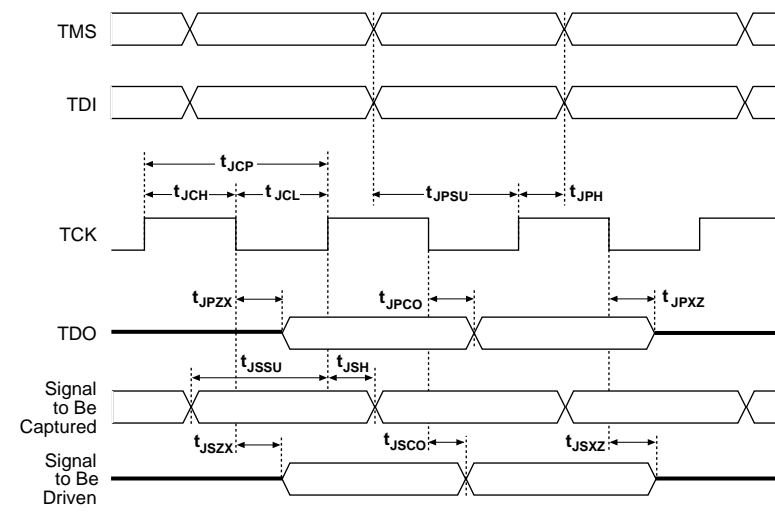 TMS
TDI
tJCP
tJCH tJCL tJPSU tJPH
TCK
tJPZX tJPCO tJPXZ
TDO
tJSSU tJSH
Signal
to Be
Captured
tJSZX tJSCO tJSXZ
Signal
to Be
Driven